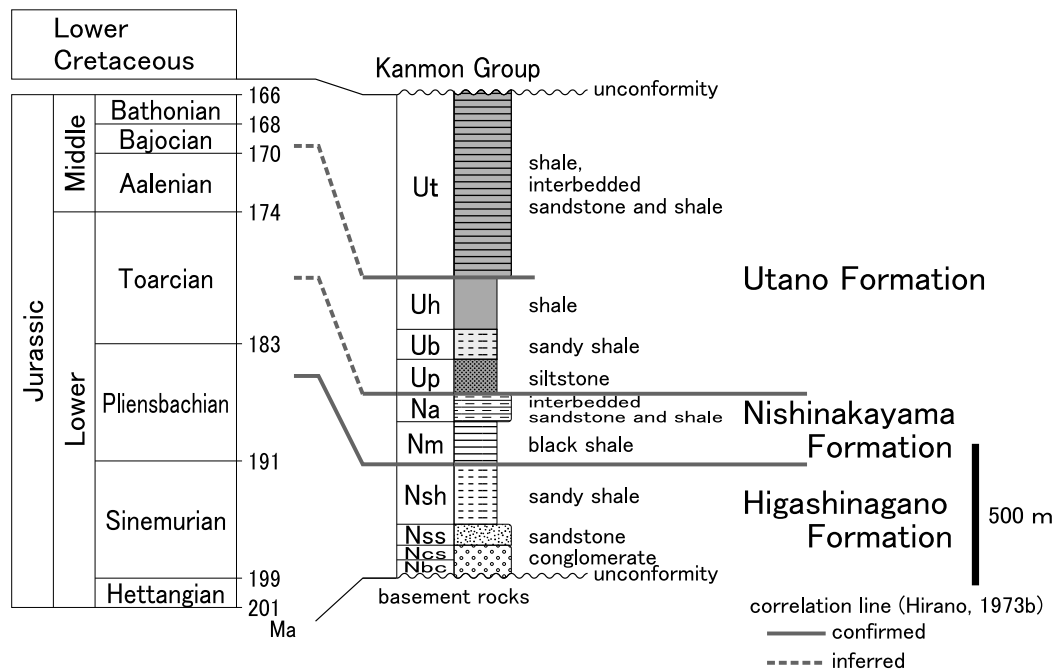 Lower
Cretaceous
Kanmon Group
unconformity
Jurassic
Middle
Lower
Bathonian
Bajocian
Aalenian
Toarcian
Pliensbachian
Sinemurian
Hettangian
166
168
170
174
183
191
199
201
Ma
Ut
Uh
Ub
Up
Na
Nm
Nsh
Nss
Ncs
Nbc
basement rocks
shale,
interbedded
sandstone and shale
shale
sandy shale
siltstone
interbedded
sandstone and shale
black shale
sandy shale
sandstone
conglomerate
unconformity
Utano Formation
Nishinakayama
Formation
Higashinagano
Formation
500 m
correlation line (Hirano, 1973b)
confirmed
inferred